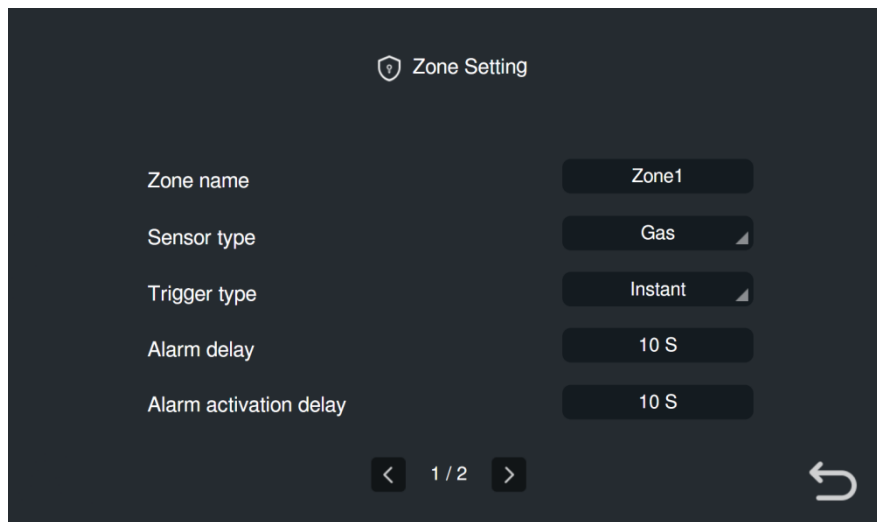 Zone Setting
Zone name Zone1
Sensor type Gas
Trigger type Instant
Alarm delay 10 S
Alarm activation delay 10 S
1 / 2